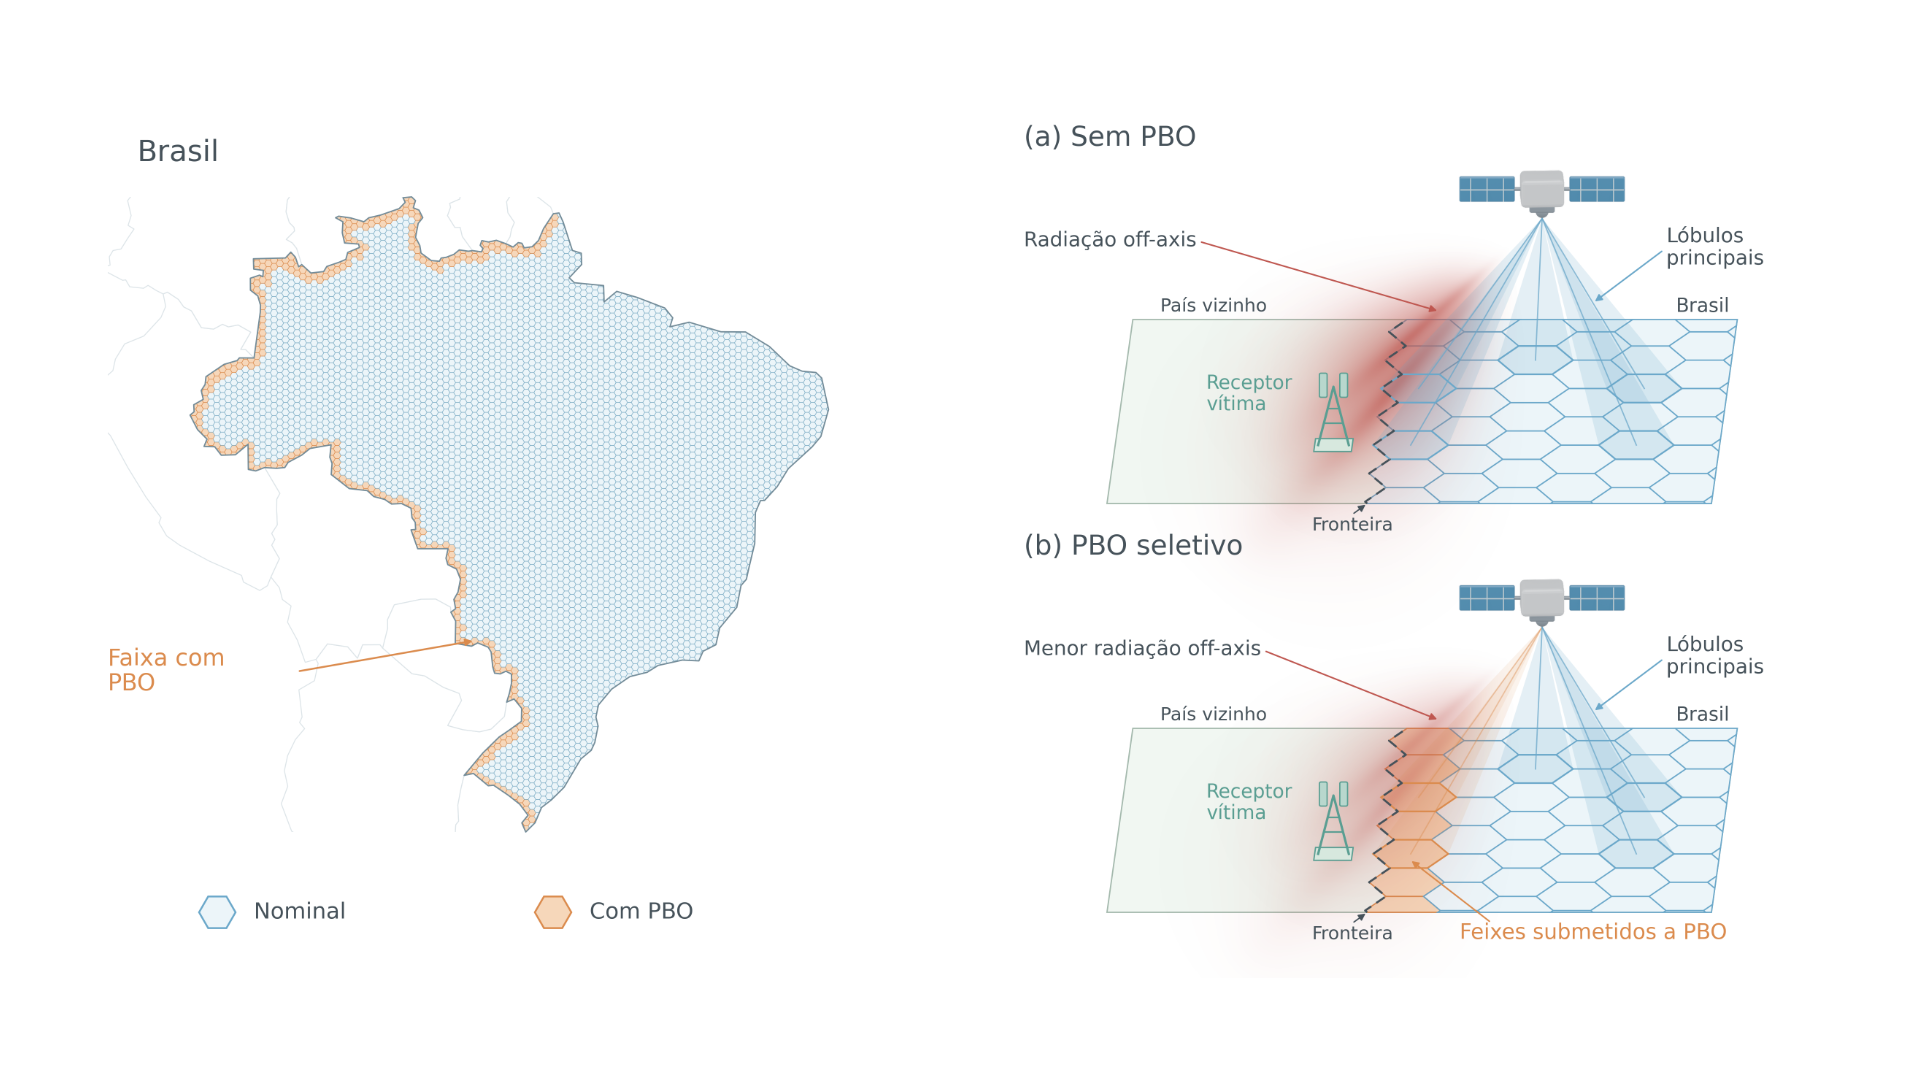 Brasil
Faixa com
PBO
Nominal
Com PBO
(a) Sem PBO
Radiação off-axis
Lóbulos
principais
País vizinho
Brasil
Receptor
vítima
Fronteira
(b) PBO seletivo
Menor radiação off-axis
Lóbulos
principais
País vizinho
Brasil
Receptor
vítima
Fronteira
Feixes submetidos a PBO